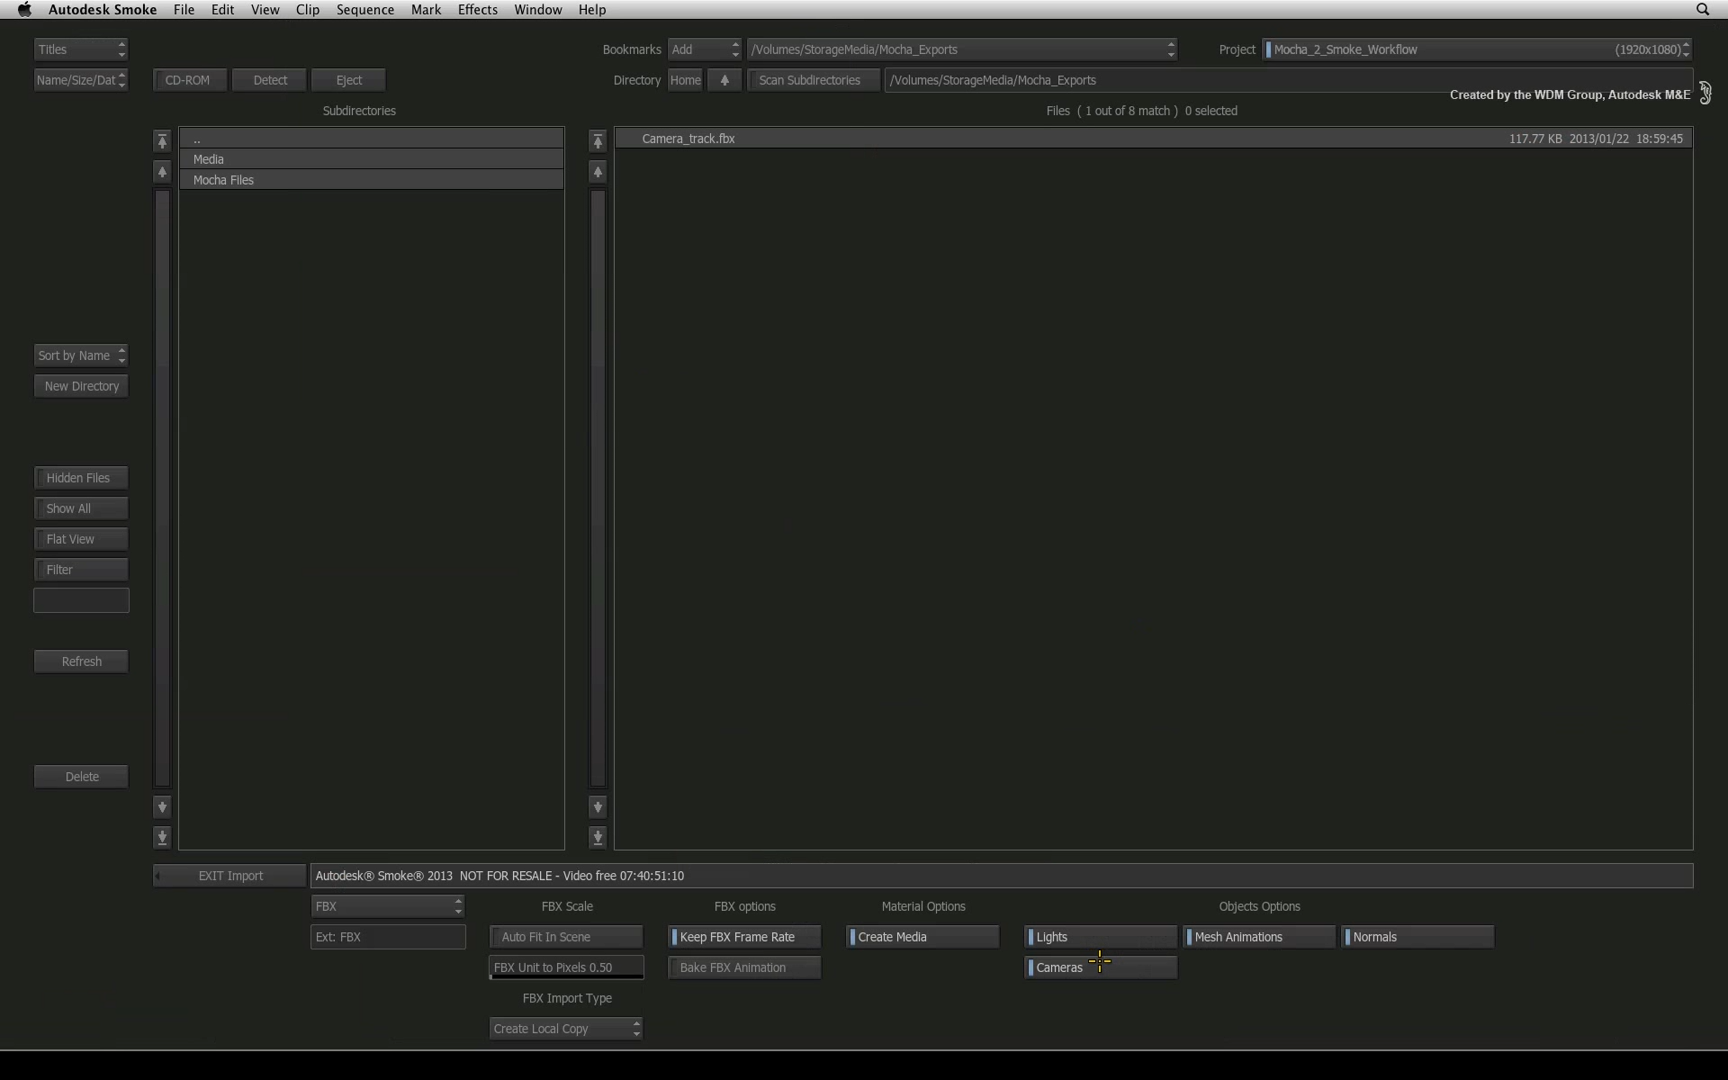 Autodesk Smoke File Edit View Clip Sequence Mark Effects Window Help
Titles Bookmarks Add /Volumes/StorageMedia/Mocha_Exports Project Mocha_2_Smoke_Workflow (1920x1080)
Name/Size/Dat CD-ROM Detect Eject Directory Home Scan Subdirectories /Volumes/StorageMedia/Mocha_Exports
Created by the WDM Group, Autodesk M&E
Subdirectories Files ( 1 out of 8 match ) 0 selected
.. Camera_track.fbx 117.77 KB 2013/01/22 18:59:45
Media
Mocha Files
Sort by Name
New Directory
Hidden Files
Show All
Flat View
Filter
Refresh
Delete
EXIT Import Autodesk® Smoke® 2013 NOT FOR RESALE - Video free 07:40:51:10
FBX FBX Scale FBX options Material Options Objects Options
Ext: FBX Auto Fit In Scene Keep FBX Frame Rate Create Media Lights Mesh Animations Normals
FBX Unit to Pixels 0.50 Bake FBX Animation Cameras
FBX Import Type
Create Local Copy